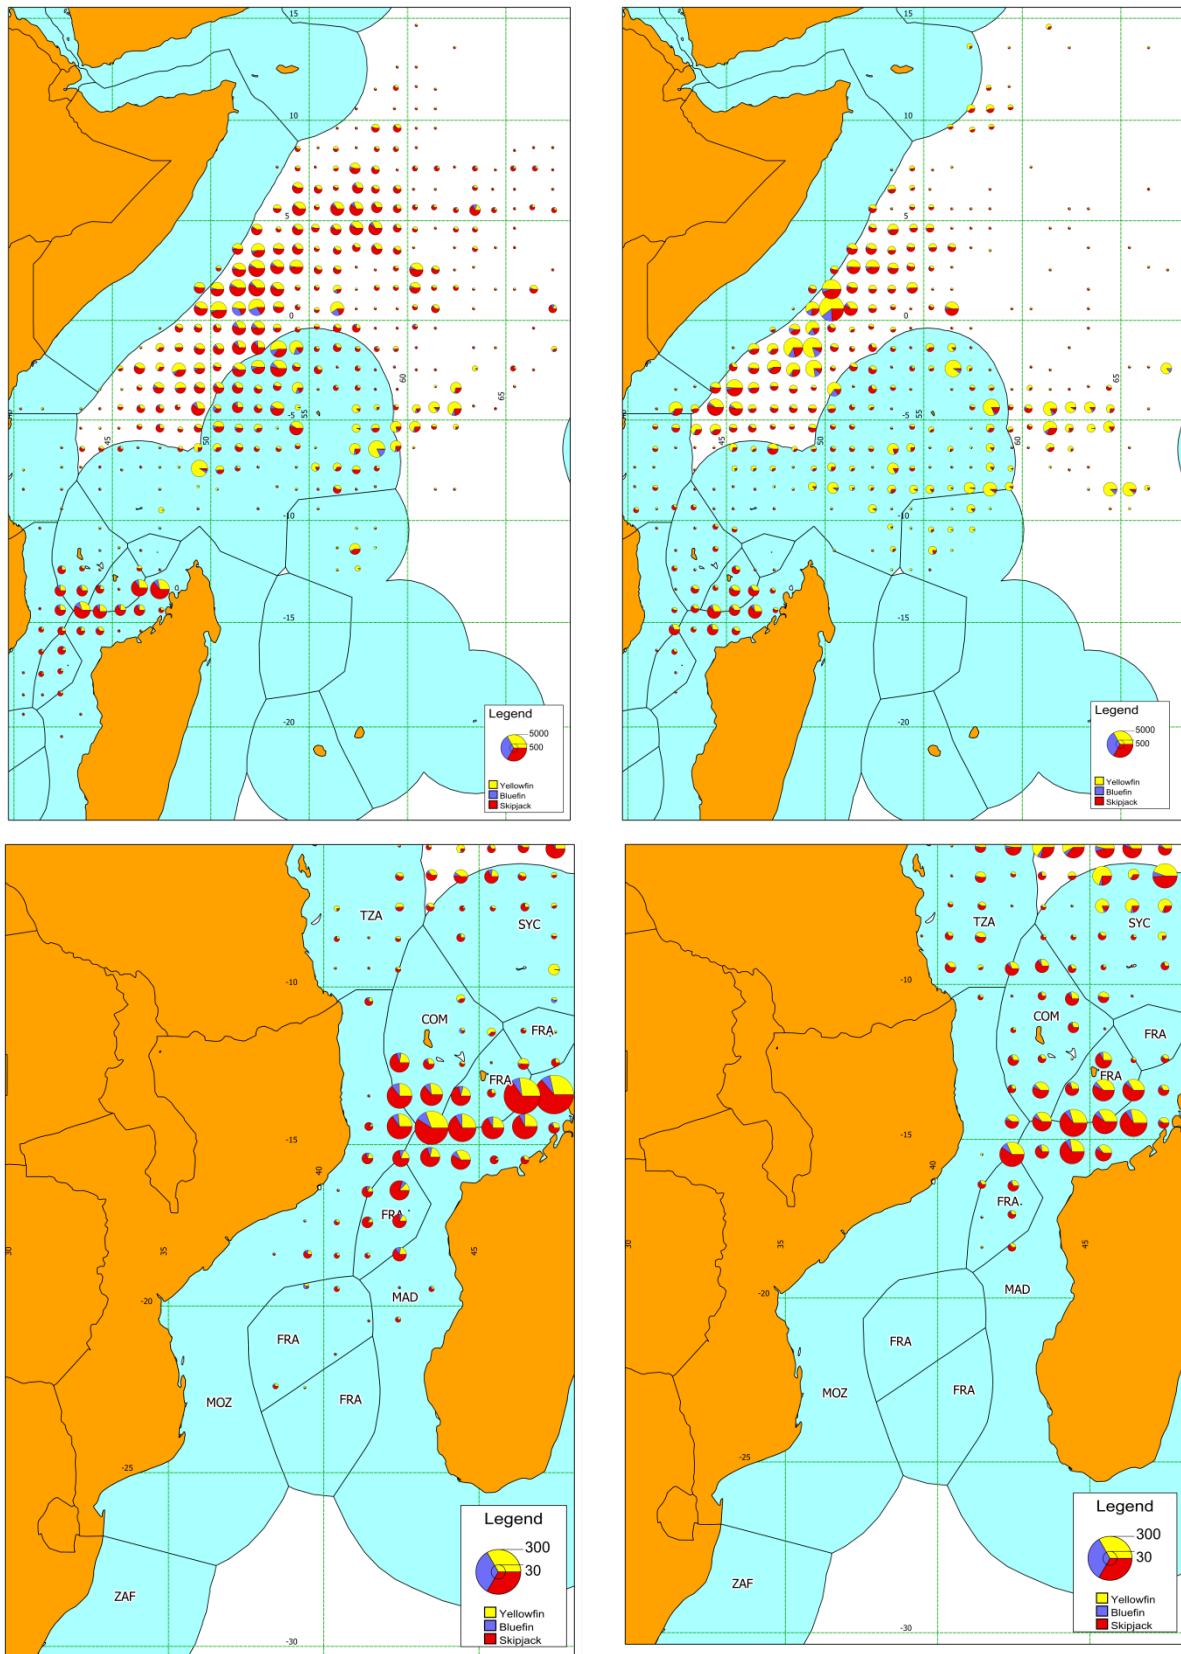 15
10
5
0
60
65
-5
55
50
45
-10
-15
-20
Legend
5000
500
Yellowfin
Bluefin
Skipjack
15
10
5
0
65
-5
55
60
50
45
-10
-15
-20
Legend
5000
500
Yellowfin
Bluefin
Skipjack
TZA
SYC
-10
COM
FRA
FRA
-15
40
FRA
30
35
45
MAD
-20
FRA
MOZ
FRA
-25
Legend
300
30
Yellowfin
Bluefin
Skipjack
ZAF
-30
TZA
SYC
-10
COM
FRA
FRA
-15
40
FRA
30
35
45
MAD
-20
FRA
MOZ
FRA
-25
Legend
300
30
Yellowfin
Bluefin
Skipjack
ZAF
-30